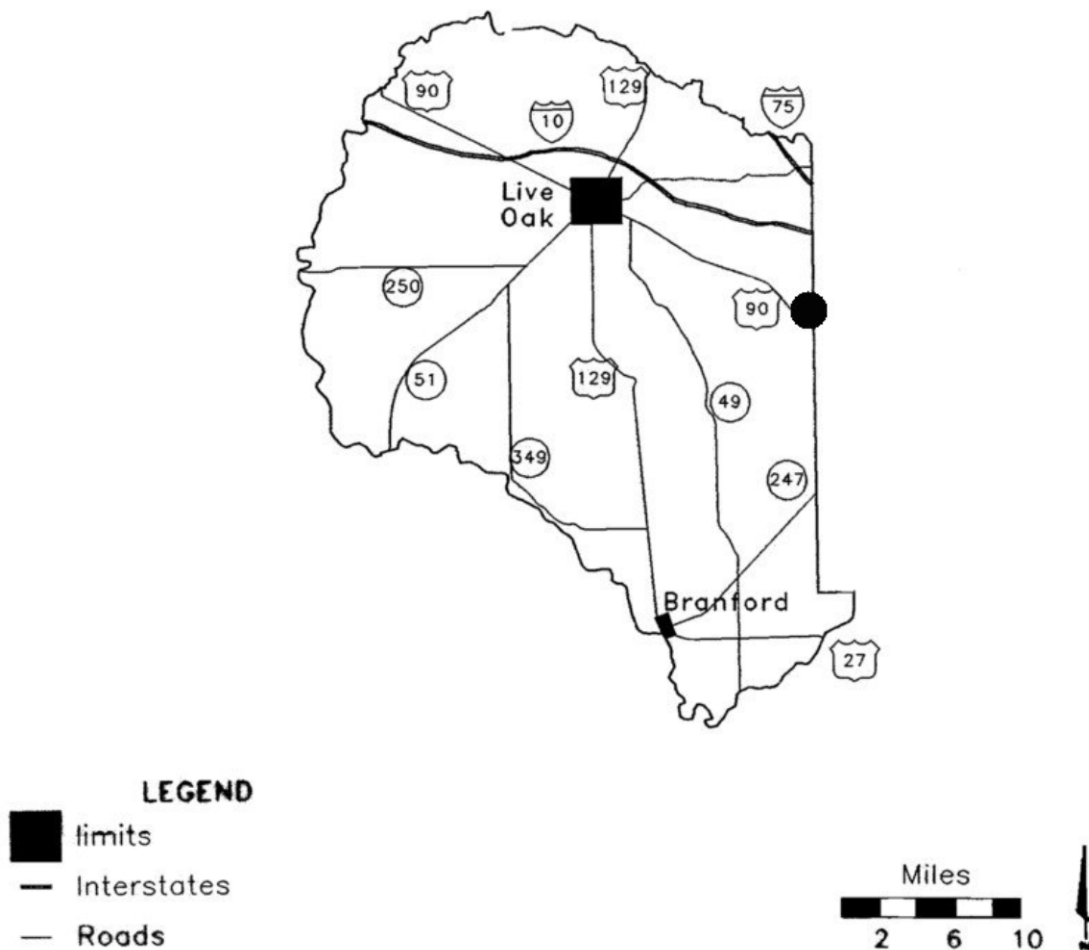 90
129
75
10
Live
Oak
250
90
51
129
49
349
247
Branford
27
LEGEND
limits
Interstates
Roads
Miles
2 6 10